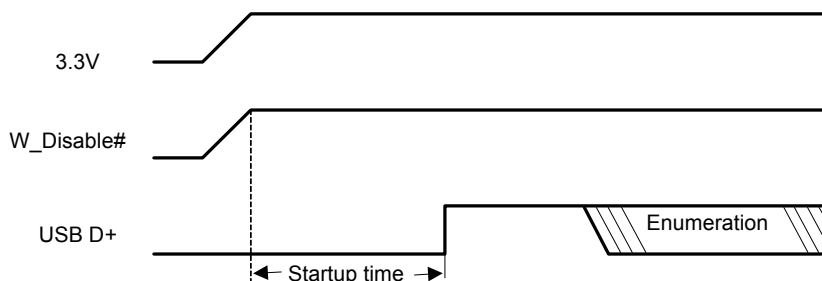 3.3V
W_Disable#
USB D+
Enumeration
Startup time